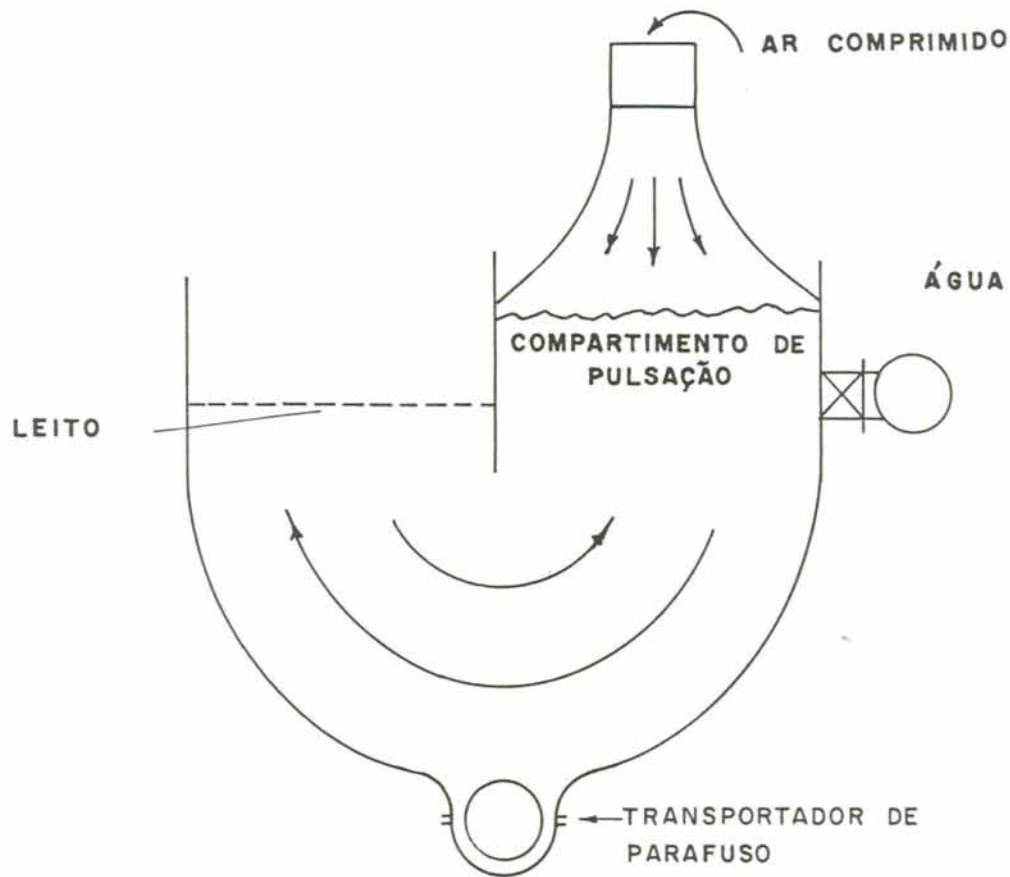 AR COMPRIMIDO
ÁGUA
COMPARTIMENTO DE
PULSAÇÃO
LEITO
TRANSPORTADOR DE
PARAFUSO